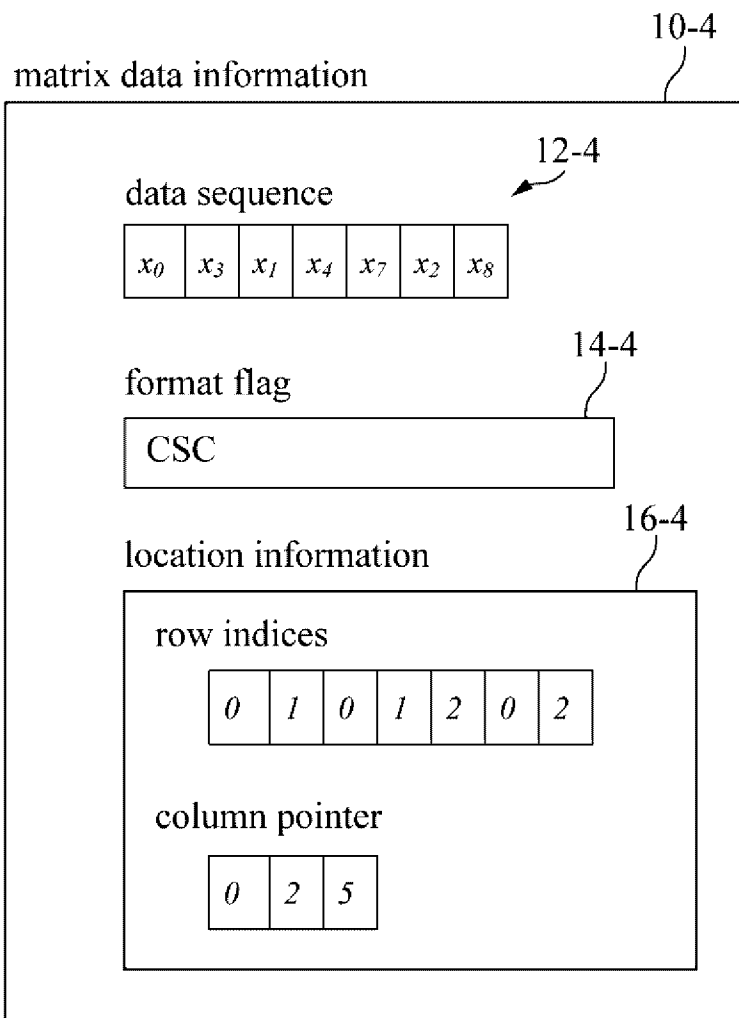 10-4
matrix data information
12-4
data sequence
x0 x3 x1 x4 x7 x2 x8
14-4
format flag
CSC
16-4
location information
row indices
0 1 0 1 2 0 2
column pointer
0 2 5